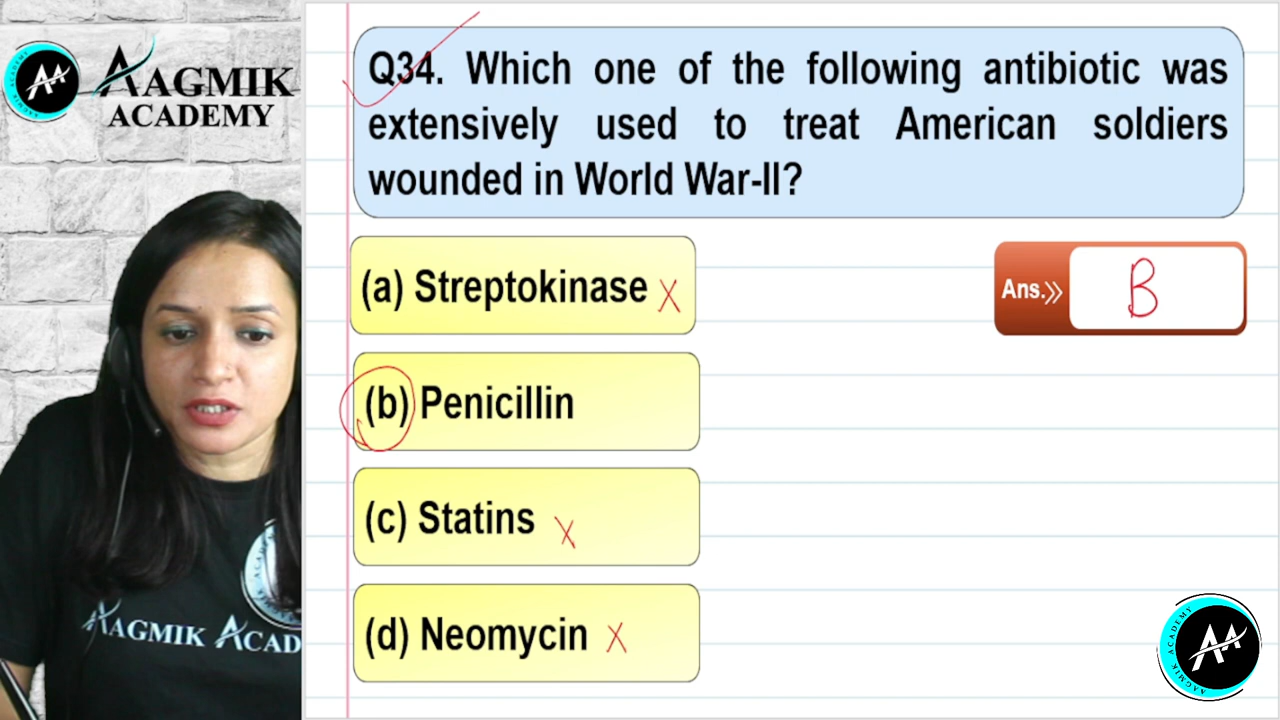 AAGMIK
ACADEMY
Q34. Which one of the following antibiotic was
extensively used to treat American soldiers
wounded in World War-II?
(a) Streptokinase X
Ans.>> B
(b) Penicillin
(c) Statins X
(d) Neomycin X
AAGMIK ACAD